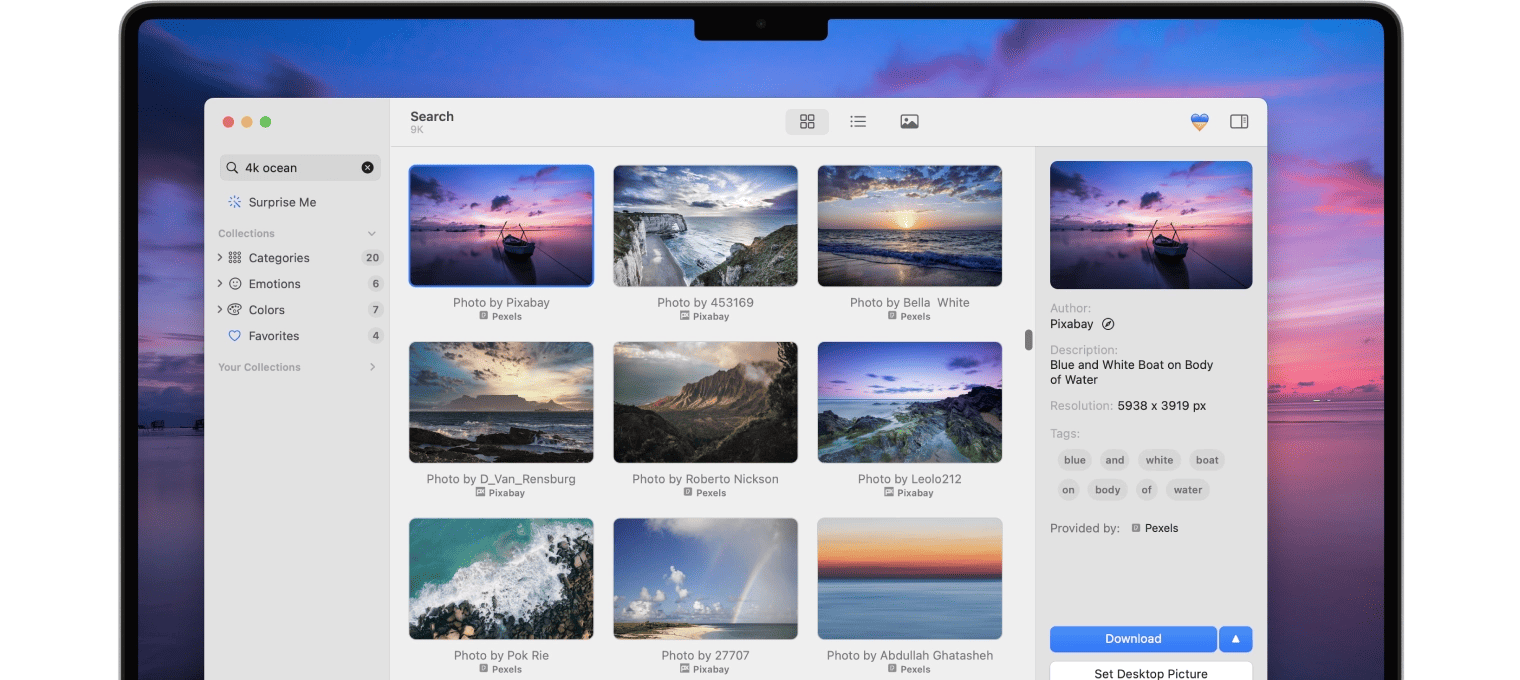 Search
9K
4k ocean
Surprise Me
Collections
Categories 20
Emotions 6
Colors 7
Favorites 4
Your Collections
Photo by Pixabay
Pexels
Photo by 453169
Pixabay
Photo by Bella White
Pexels
Photo by D_Van_Rensburg
Pixabay
Photo by Roberto Nickson
Pexels
Photo by Leolo212
Pixabay
Photo by Pok Rie
Pexels
Photo by 27707
Pixabay
Photo by Abdullah Ghatasheh
Pexels
Author:
Pixabay
Description:
Blue and White Boat on Body
of Water
Resolution: 5938 x 3919 px
Tags:
blue and white boat
on body of water
Provided by: Pexels
Download
Set Desktop Picture